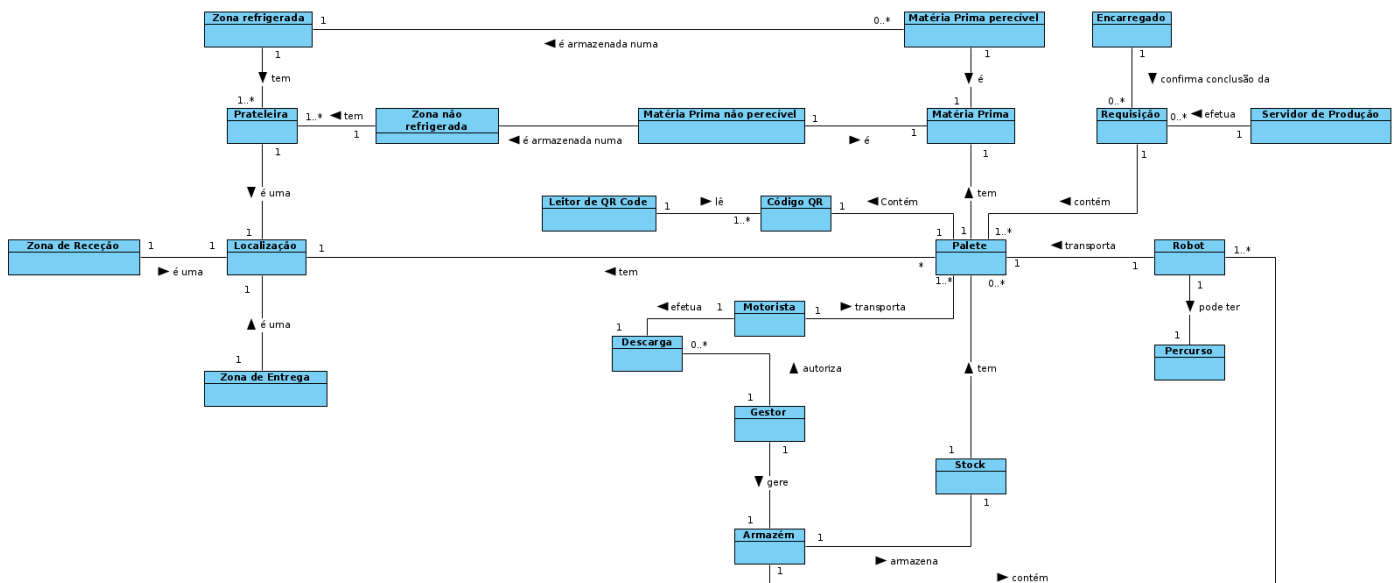 Zona refrigerada
1
0..*
Matéria Prima perecível
Encarregado
é armazenada numa
1
1
1
tem
é
confirma conclusão da
1..*
1
0..*
Prateleira
1..*
tem
1
Zona não
refrigerada
é armazenada numa
Matéria Prima não perecível
1
é
1
Matéria Prima
Requisição
0..*
efetua
1
Servidor de Produção
1
1
1
é uma
tem
Leitor de QR Code
1
lê
1..*
Código QR
1
Contém
contém
1
1
1
1..*
Zona de Receção
1
é uma
1
Localização
1
tem
*
Palete
1
transporta
1
Robot
1..*
1
1..*
0..*
1
efetua
1
Motorista
1
transporta
pode ter
é uma
1
1
Descarga
0..*
Percurso
1
Zona de Entrega
autoriza
tem
1
Gestor
1
1
Stock
gere
1
1
Armazém
1
armazena
1
contém